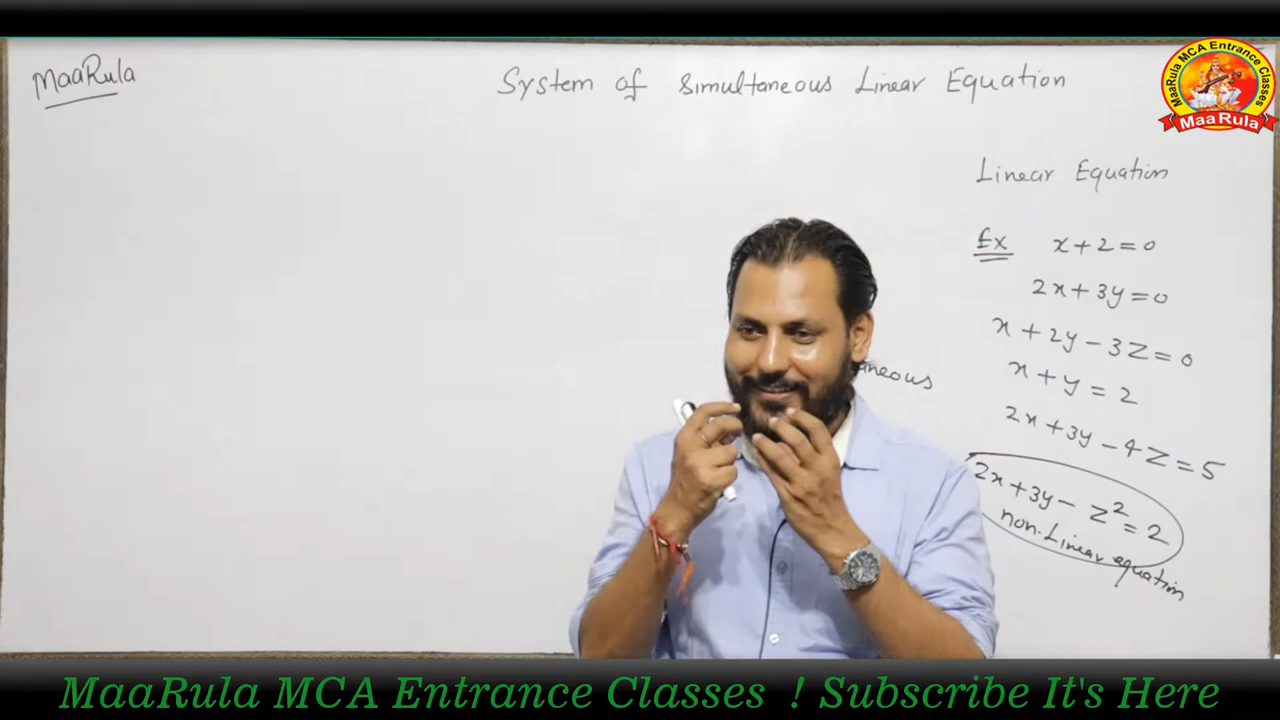 MaaRula
System of Simultaneous Linear Equation
MaaRula MCA Entrance Classes
MaaRula
Linear Equation
Ex x+2=0
2x+3y=0
x+2y-3z=0
aneous
x+y=2
2x+3y-4z=5
2x+3y-z²=2
non-Linear equation
MaaRula MCA Entrance Classes ! Subscribe It's Here